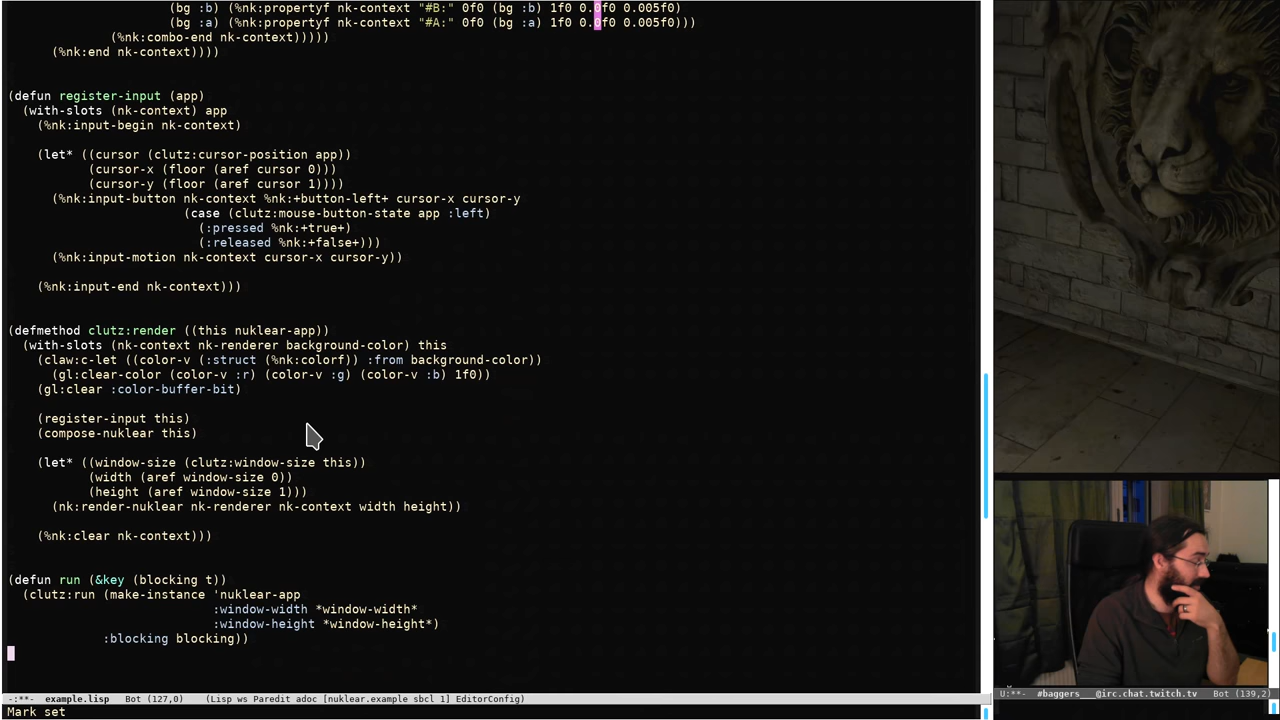 (bg :b) (%nk:propertyf nk-context "#B:" 0f0 (bg :b) 1f0 0.0f0 0.005f0)
(bg :a) (%nk:propertyf nk-context "#A:" 0f0 (bg :a) 1f0 0.0f0 0.005f0)))
(%nk:combo-end nk-context)))))
(%nk:end nk-context))))
(defun register-input (app)
(with-slots (nk-context) app
(%nk:input-begin nk-context)
(let* ((cursor (clutz:cursor-position app))
(cursor-x (floor (aref cursor 0)))
(cursor-y (floor (aref cursor 1))))
(%nk:input-button nk-context %nk:+button-left+ cursor-x cursor-y
(case (clutz:mouse-button-state app :left)
(:pressed %nk:+true+)
(:released %nk:+false+)))
(%nk:input-motion nk-context cursor-x cursor-y))
(%nk:input-end nk-context)))
(defmethod clutz:render ((this nuklear-app))
(with-slots (nk-context nk-renderer background-color) this
(claw:c-let ((color-v (:struct (%nk:colorf)) :from background-color))
(gl:clear-color (color-v :r) (color-v :g) (color-v :b) 1f0))
(gl:clear :color-buffer-bit)
(register-input this)
(compose-nuklear this)
(let* ((window-size (clutz:window-size this))
(width (aref window-size 0))
(height (aref window-size 1)))
(nk:render-nuklear nk-renderer nk-context width height))
(%nk:clear nk-context)))
(defun run (&key (blocking t))
(clutz:run (make-instance 'nuklear-app
:window-width *window-width*
:window-height *window-height*)
:blocking blocking))
-:**- example.lisp Bot (127,0) (Lisp ws Paredit adoc [nuklear.example sbcl 1] EditorConfig)
U:**- #baggers___@irc.chat.twitch.tv Bot (139,2)
Mark set